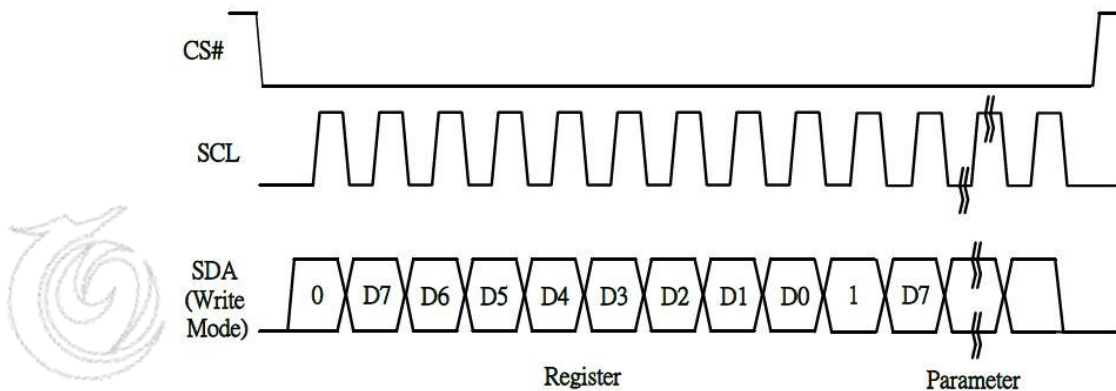 CS#
SCL
SDA
(Write
Mode)
0 D7 D6 D5 D4 D3 D2 D1 D0 1 D7
Register Parameter